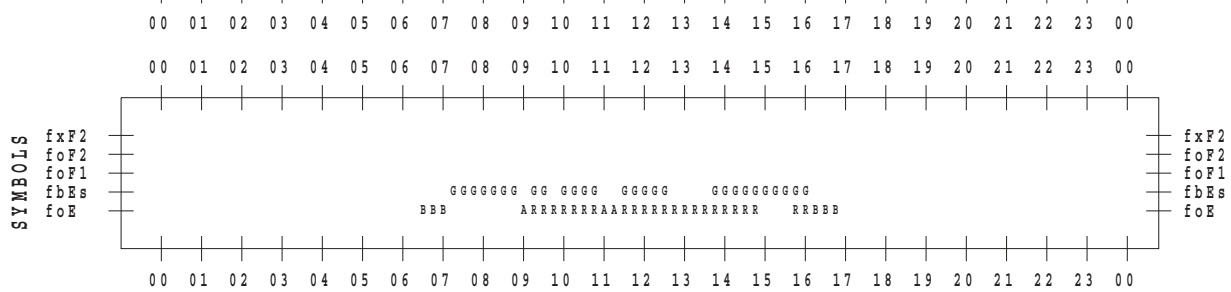 00 01 02 03 04 05 06 07 08 09 10 11 12 13 14 15 16 17 18 19 20 21 22 23 00
00 01 02 03 04 05 06 07 08 09 10 11 12 13 14 15 16 17 18 19 20 21 22 23 00
SYMBOLS
fxF2 fxF2
foF2 foF2
foF1 foF1
fbEs GGGGGGG GG GGGG GGGGG GGGGGGGGGG fbEs
foE BBB ARRRRRRRAARRRRRRRRRRRRRR RRBBB foE
00 01 02 03 04 05 06 07 08 09 10 11 12 13 14 15 16 17 18 19 20 21 22 23 00